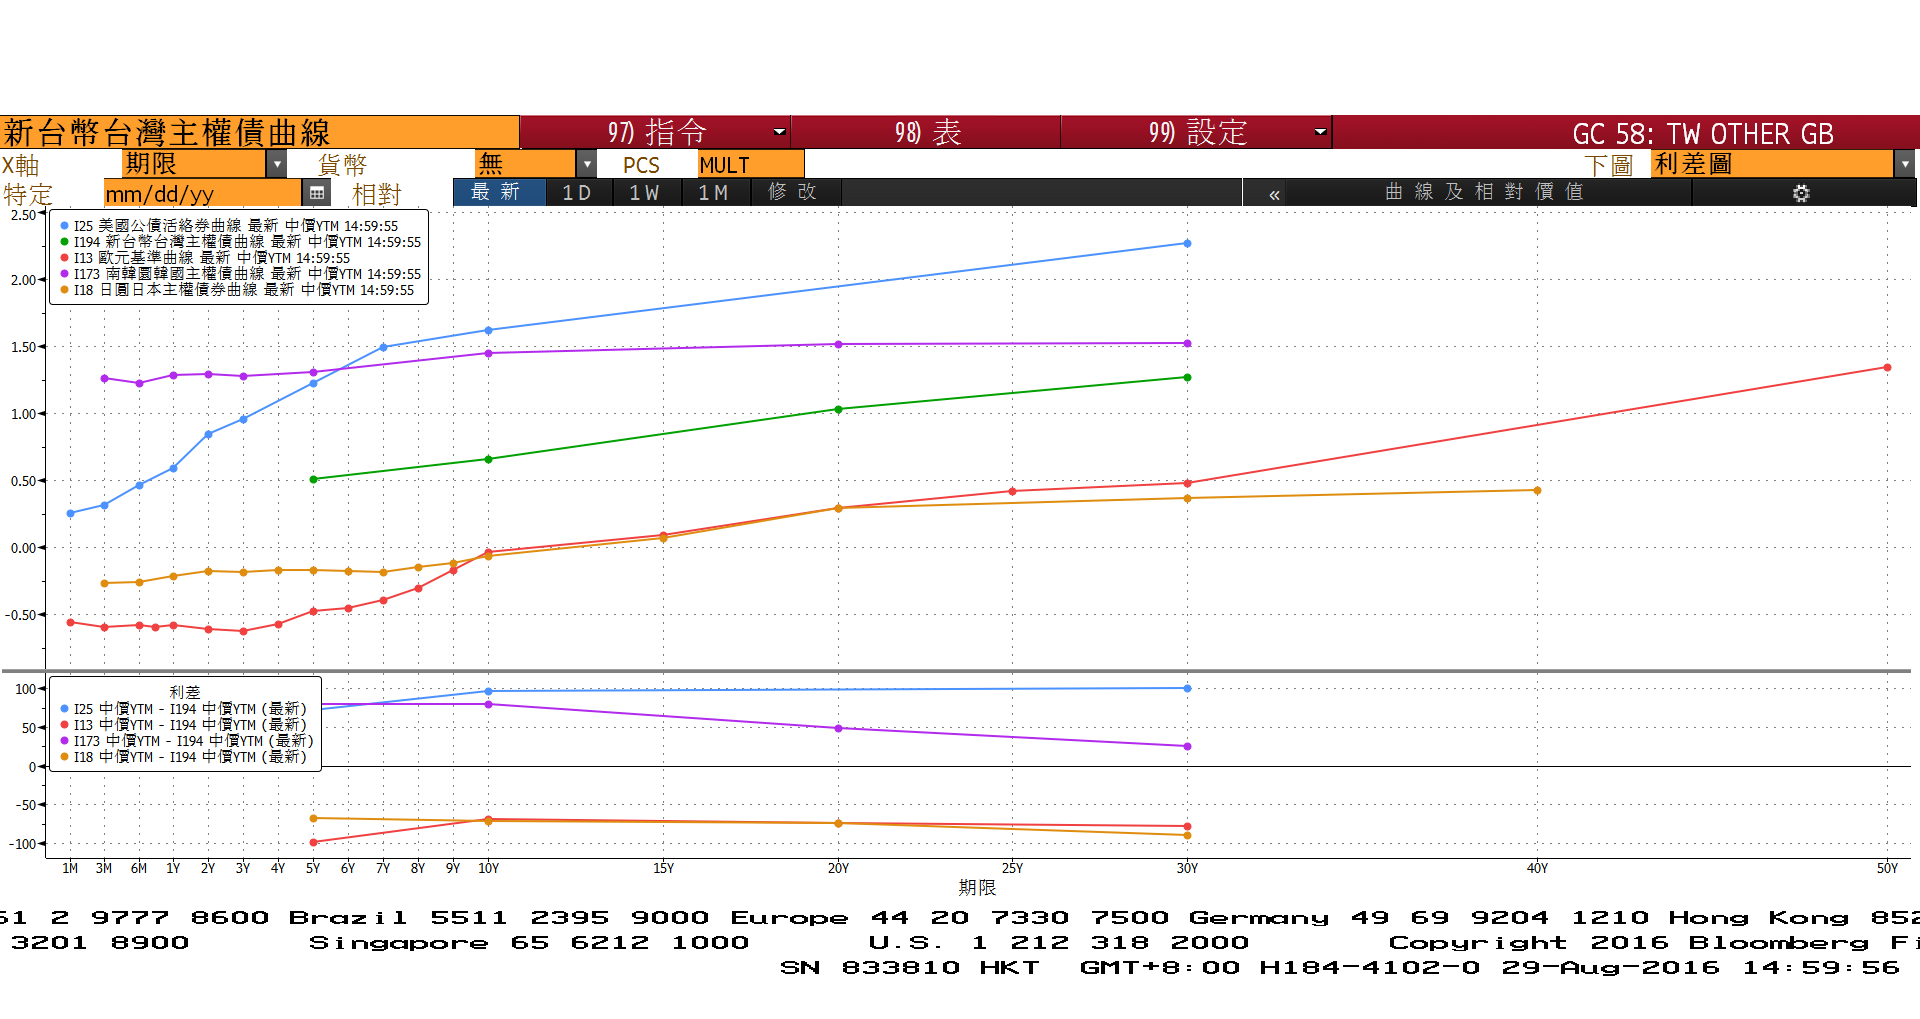 新台幣台灣主權債曲線 97) 指令 98) 表 99) 設定 GC 58: TW OTHER GB
X軸 期限 貨幣 無 PCS MULT 下圖 利差圖
特定 mm/dd/yy 相對 最新 1D 1W 1M 修改 « 曲線及相對價值
2.50
2.00
1.50
1.00
0.50
0.00
-0.50
I25 美國公債活絡券曲線 最新 中價YTM 14:59:55
I194 新台幣台灣主權債曲線 最新 中價YTM 14:59:55
I13 歐元基準曲線 最新 中價YTM 14:59:55
I173 南韓圜韓國主權債曲線 最新 中價YTM 14:59:55
I18 日圓日本主權債券曲線 最新 中價YTM 14:59:55
100
50
0
-50
-100
利差
I25 中價YTM - I194 中價YTM (最新)
I13 中價YTM - I194 中價YTM (最新)
I173 中價YTM - I194 中價YTM (最新)
I18 中價YTM - I194 中價YTM (最新)
1M 3M 6M 1Y 2Y 3Y 4Y 5Y 6Y 7Y 8Y 9Y 10Y 15Y 20Y 25Y 30Y 40Y 50Y
期限
61 2 9777 8600 Brazil 5511 2395 9000 Europe 44 20 7330 7500 Germany 49 69 9204 1210 Hong Kong 852
3201 8900 Singapore 65 6212 1000 U.S. 1 212 318 2000 Copyright 2016 Bloomberg Fi
SN 833810 HKT GMT+8:00 H184-4102-0 29-Aug-2016 14:59:56